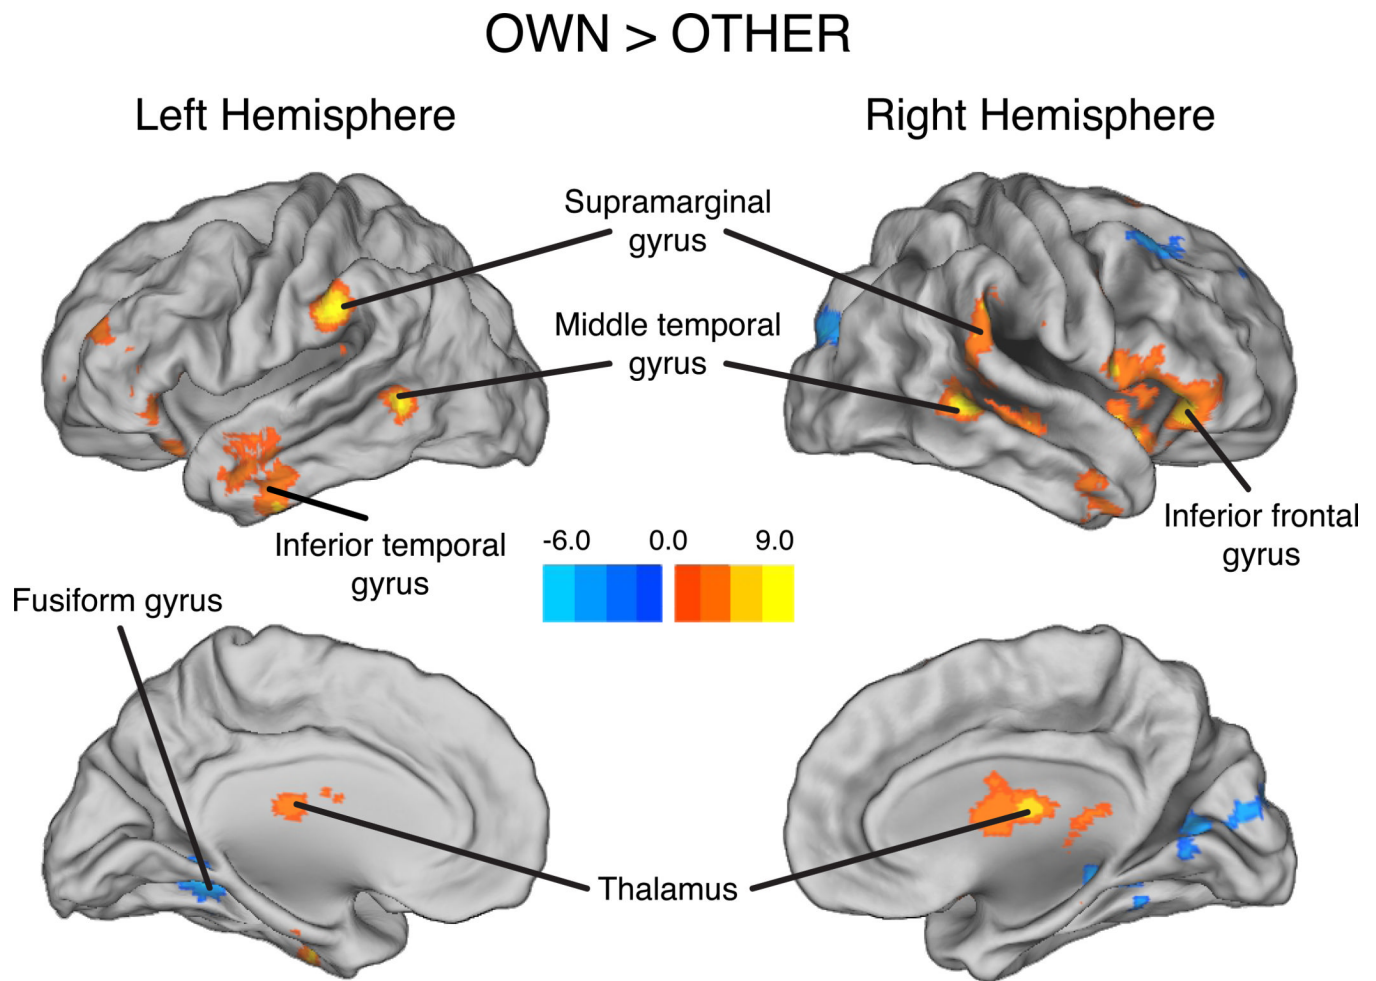 OWN > OTHER
Left Hemisphere
Right Hemisphere
Supramarginal
gyrus
Middle temporal
gyrus
Inferior frontal
gyrus
Inferior temporal
gyrus
-6.0 0.0 9.0
Fusiform gyrus
Thalamus